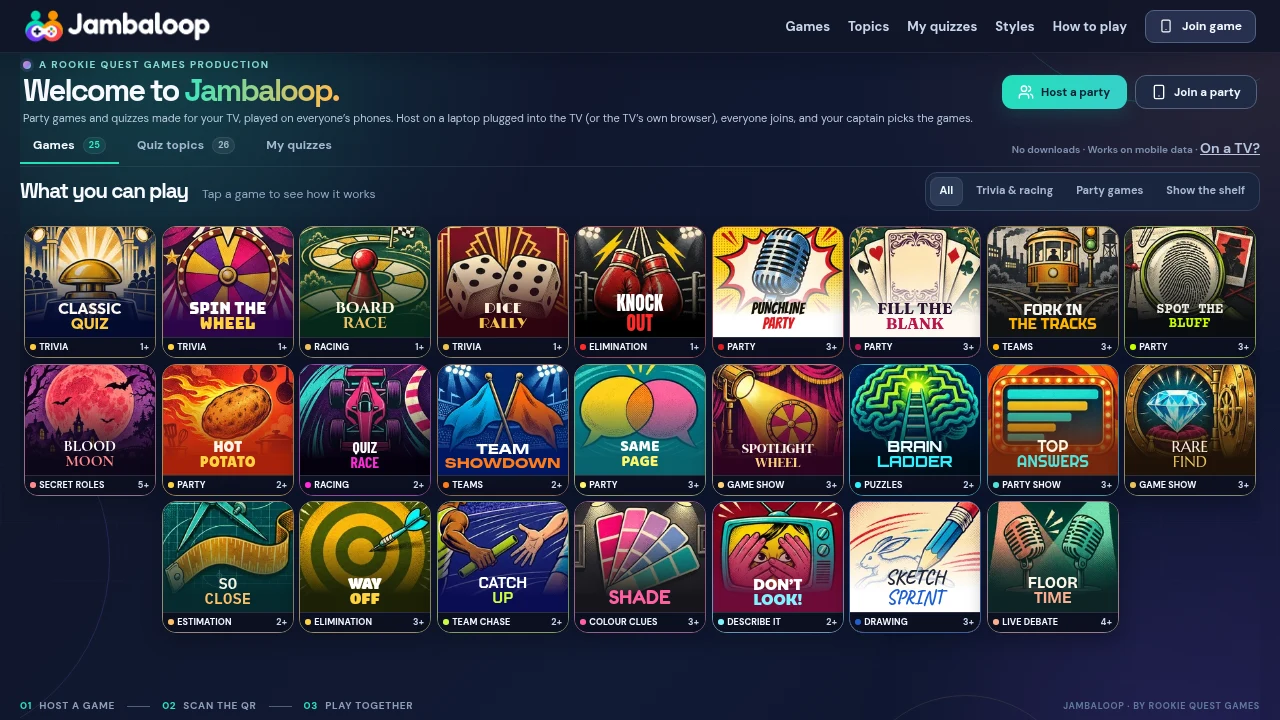 Jambaloop
Games Topics My quizzes Styles How to play Join game
A ROOKIE QUEST GAMES PRODUCTION
Welcome to Jambaloop.
Host a party Join a party
Party games and quizzes made for your TV, played on everyone's phones. Host on a laptop plugged into the TV (or the TV's own browser), everyone joins, and your captain picks the games.
Games 25 Quiz topics 26 My quizzes
No downloads · Works on mobile data · On a TV?
What you can play Tap a game to see how it works
All Trivia & racing Party games Show the shelf
CLASSIC
QUIZ
TRIVIA 1+
SPIN THE
WHEEL
TRIVIA 1+
BOARD
RACE
RACING 1+
DICE
RALLY
TRIVIA 1+
KNOCK
OUT
ELIMINATION 1+
PUNCHLINE
PARTY
PARTY 3+
FILL THE
BLANK
PARTY 3+
FORK IN
THE TRACKS
TEAMS 3+
SPOT THE
BLUFF
PARTY 3+
BLOOD
MOON
SECRET ROLES 5+
HOT
POTATO
PARTY 2+
QUIZ
RACE
RACING 2+
TEAM
SHOWDOWN
TEAMS 2+
SAME
PAGE
PARTY 3+
SPOTLIGHT
WHEEL
GAME SHOW 3+
BRAIN
LADDER
PUZZLES 2+
TOP
ANSWERS
PARTY SHOW 3+
RARE
FIND
GAME SHOW 3+
SO
CLOSE
ESTIMATION 2+
WAY
OFF
ELIMINATION 3+
CATCH
UP
TEAM CHASE 2+
SHADE
COLOUR CLUES 3+
DON'T
LOOK!
DESCRIBE IT 2+
SKETCH
SPRINT
DRAWING 3+
FLOOR
TIME
LIVE DEBATE 4+
01 HOST A GAME 02 SCAN THE QR 03 PLAY TOGETHER
JAMBALOOP · BY ROOKIE QUEST GAMES